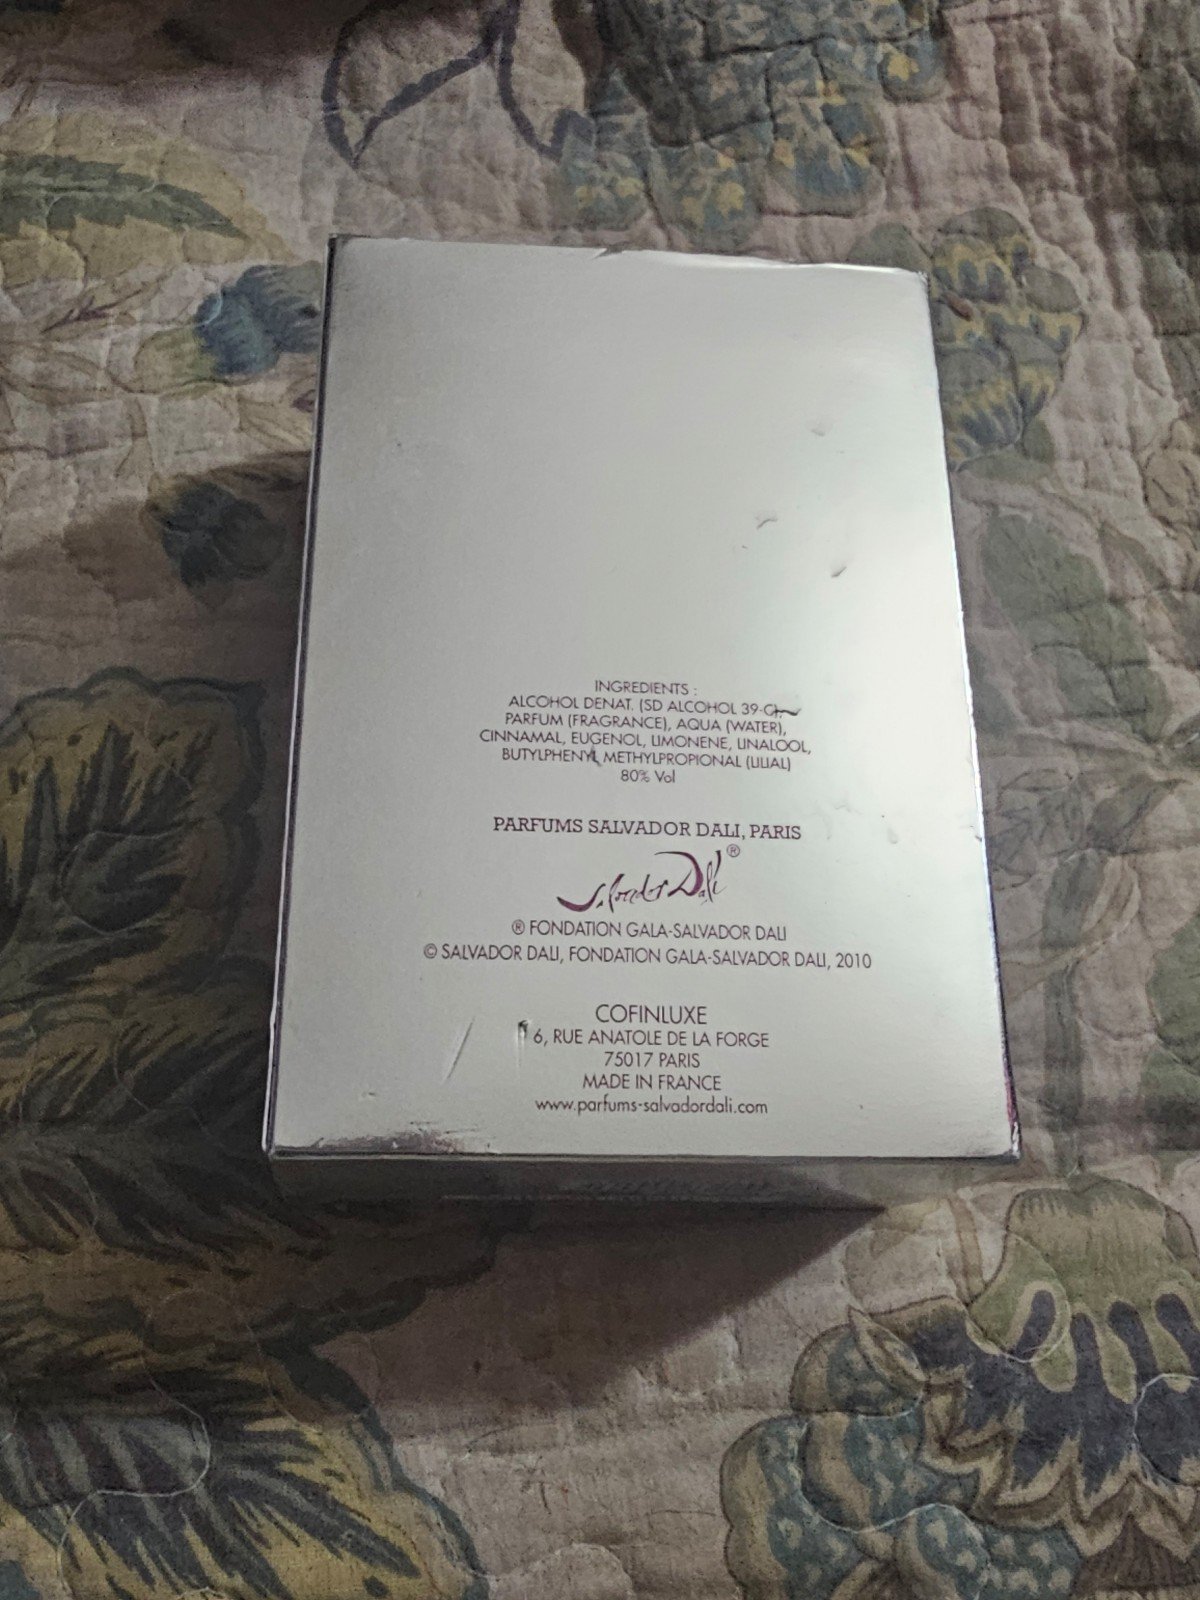 INGREDIENTS :
ALCOHOL DENAT. (SD ALCOHOL 39-C),
PARFUM (FRAGRANCE), AQUA (WATER),
CINNAMAL, EUGENOL, LIMONENE, LINALOOL,
BUTYLPHENYL METHYLPROPIONAL (LILIAL)
80% Vol
PARFUMS SALVADOR DALI, PARIS
Salvador Dalí ®
® FONDATION GALA-SALVADOR DALI
© SALVADOR DALI, FONDATION GALA-SALVADOR DALI, 2010
COFINLUXE
6, RUE ANATOLE DE LA FORGE
75017 PARIS
MADE IN FRANCE
www.parfums-salvadordali.com